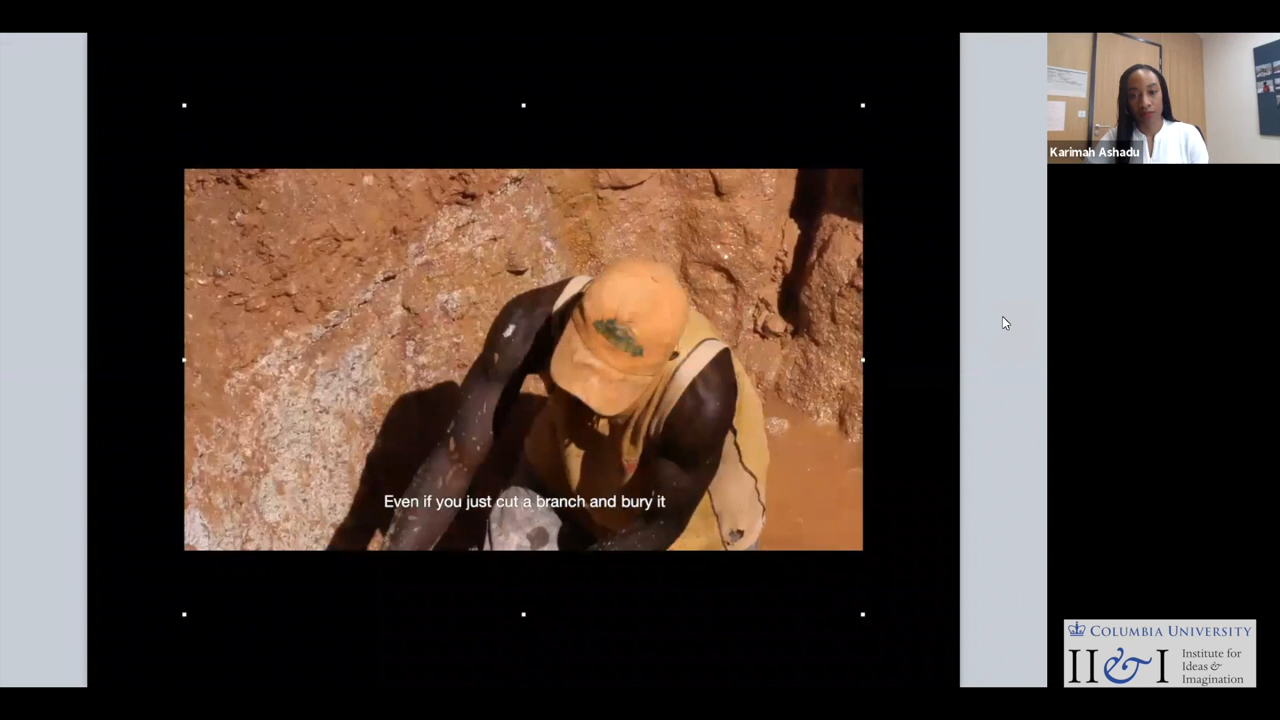 Karimah Ashadu
Even if you just cut a branch and bury it
COLUMBIA UNIVERSITY
II&I
Institute for
Ideas &
Imagination